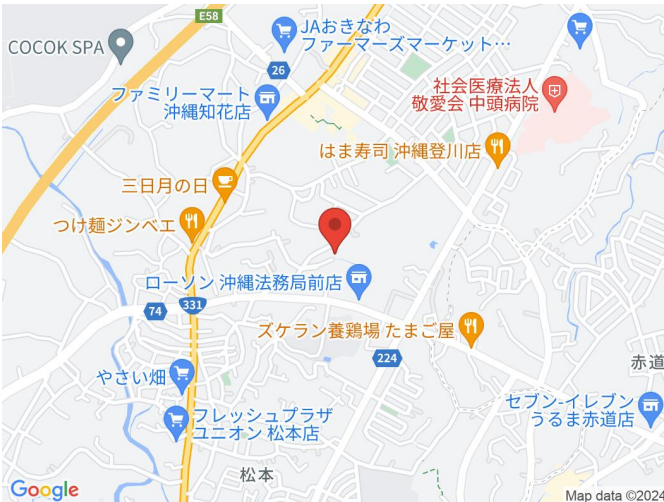 E58
COCOK SPA
JAおきなわ
ファーマーズマーケット…
26
ファミリーマート
沖縄知花店
社会医療法人
敬愛会 中頭病院
はま寿司 沖縄登川店
三日月の日
つけ麺ジンベエ
ローソン 沖縄法務局前店
74
331
ズケラン養鶏場 たまご屋
224
赤道
やさい畑
セブン-イレブン
うるま赤道店
フレッシュプラザ
ユニオン 松本店
松本
Google
Map data ©2024